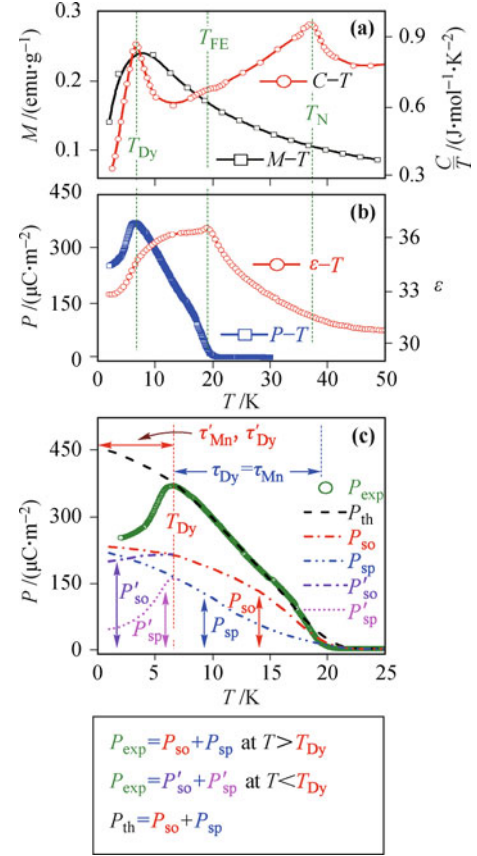 (a)
M /(emu·g⁻¹)
0.3
0.2
0.1
T_FE
C–T
T_N
T_Dy
M–T
0.9
0.6
0.3
C/T /(J·mol⁻¹·K⁻²)
(b)
P /(μC·m⁻²)
450
300
150
0
ε–T
P–T
36
33
30
ε
0 10 20 30 40 50
T /K
(c)
τ′_Mn, τ′_Dy
τ_Dy=τ_Mn
P /(μC·m⁻²)
450
300
150
0
T_Dy
P_exp
P_th
P_so
P_sp
P′_so
P′_sp
P′_so
P′_sp
P_sp
P_so
0 5 10 15 20 25
T /K
P_exp=P_so+P_sp at T>T_Dy
P_exp=P′_so+P′_sp at T<T_Dy
P_th=P_so+P_sp